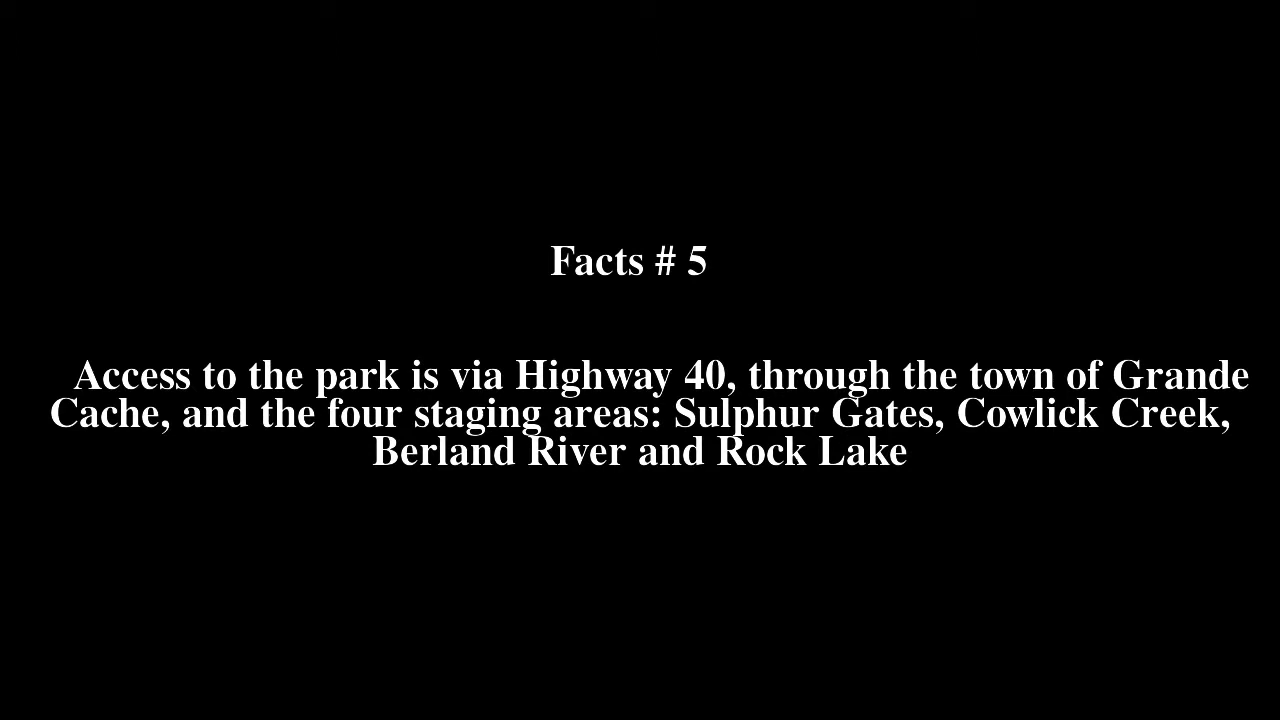 Facts # 5
Access to the park is via Highway 40, through the town of Grande
Cache, and the four staging areas: Sulphur Gates, Cowlick Creek,
Berland River and Rock Lake